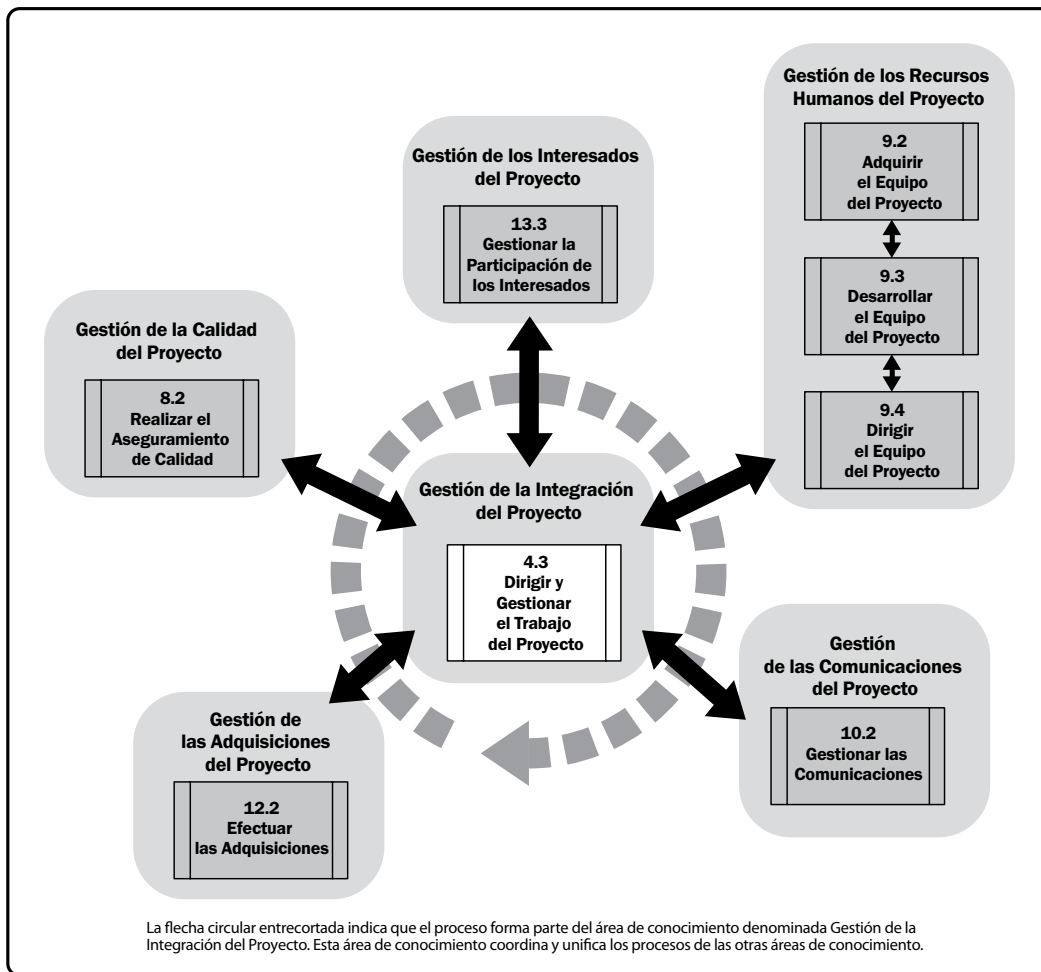 Gestión de los Recursos
Humanos del Proyecto
9.2
Adquirir
el Equipo
del Proyecto
9.3
Desarrollar
el Equipo
del Proyecto
9.4
Dirigir
el Equipo
del Proyecto
Gestión de los Interesados
del Proyecto
13.3
Gestionar la
Participación de
los Interesados
Gestión de la Calidad
del Proyecto
8.2
Realizar el
Aseguramiento
de Calidad
Gestión de la Integración
del Proyecto
4.3
Dirigir y
Gestionar
el Trabajo
del Proyecto
Gestión
de las Comunicaciones
del Proyecto
10.2
Gestionar las
Comunicaciones
Gestión de
las Adquisiciones
del Proyecto
12.2
Efectuar
las Adquisiciones
La flecha circular entrecortada indica que el proceso forma parte del área de conocimiento denominada Gestión de la
Integración del Proyecto. Esta área de conocimiento coordina y unifica los procesos de las otras áreas de conocimiento.